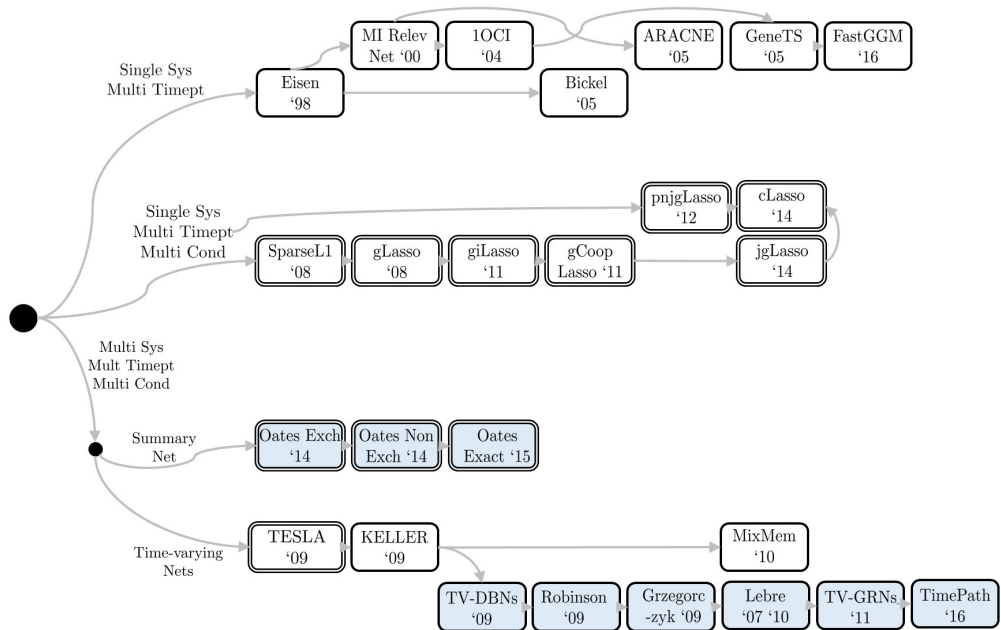 MI Relev
Net ‘00
1OCI
‘04
ARACNE
‘05
GeneTS
‘05
FastGGM
‘16
Single Sys
Multi Timept
Eisen
‘98
Bickel
‘05
Single Sys
Multi Timept
Multi Cond
pnjgLasso
‘12
cLasso
‘14
SparseL1
‘08
gLasso
‘08
giLasso
‘11
gCoop
Lasso ‘11
jgLasso
‘14
Multi Sys
Mult Timept
Multi Cond
Summary
Net
Oates Exch
‘14
Oates Non
Exch ‘14
Oates
Exact ‘15
Time-varying
Nets
TESLA
‘09
KELLER
‘09
MixMem
‘10
TV-DBNs
‘09
Robinson
‘09
Grzegorc
-zyk ‘09
Lebre
‘07 ‘10
TV-GRNs
‘11
TimePath
‘16